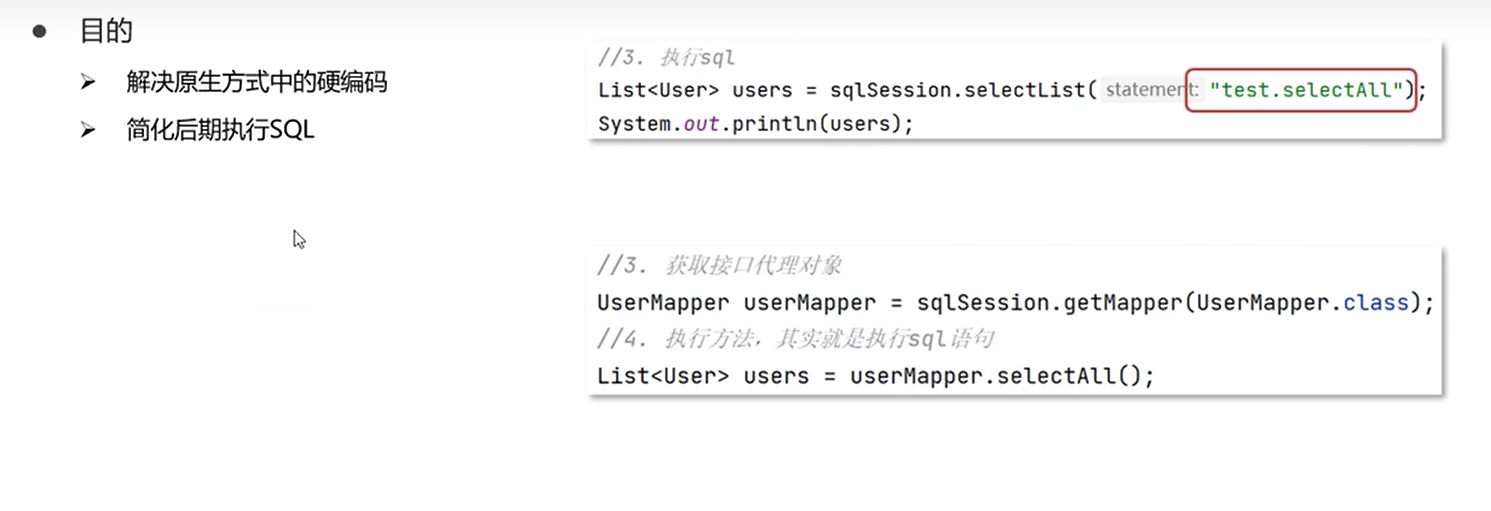 目的
解决原生方式中的硬编码
简化后期执行SQL
//3. 执行sql
List<User> users = sqlSession.selectList( statement: "test.selectAll");
System.out.println(users);
//3. 获取接口代理对象
UserMapper userMapper = sqlSession.getMapper(UserMapper.class);
//4. 执行方法，其实就是执行sql语句
List<User> users = userMapper.selectAll();